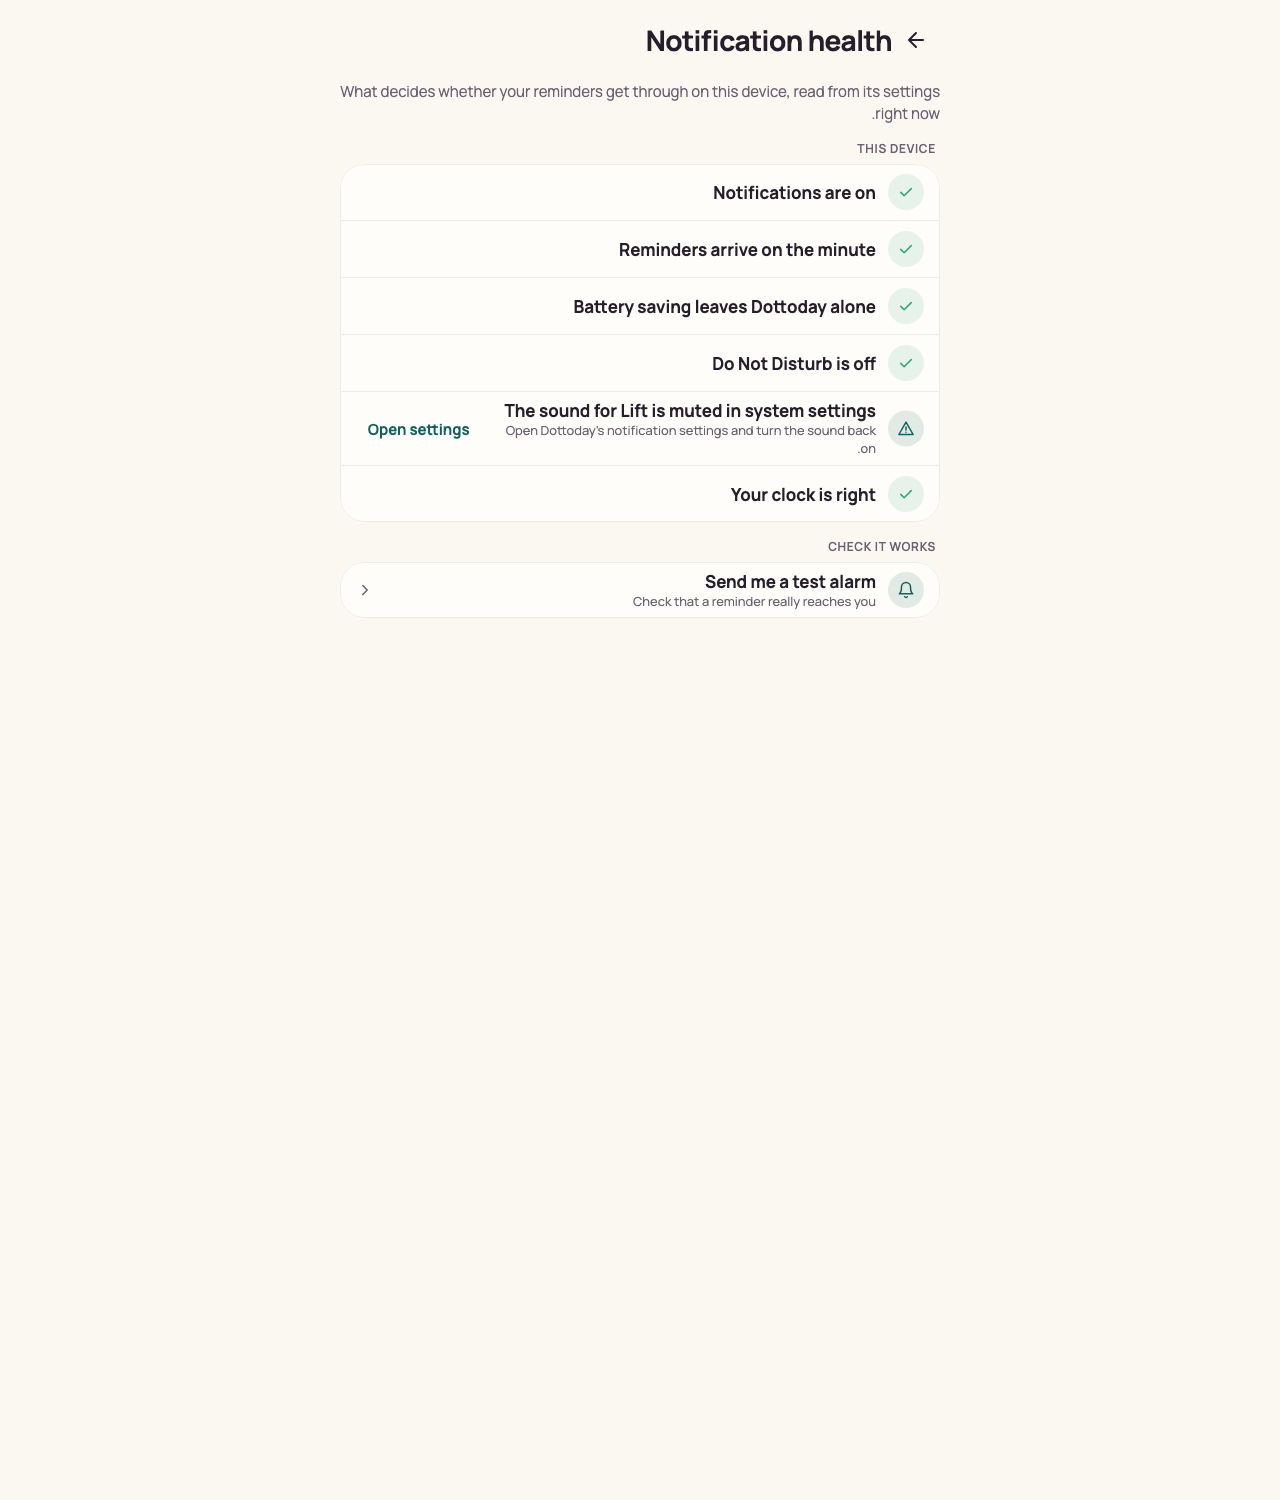 Notification health
What decides whether your reminders get through on this device, read from its settings
.right now
THIS DEVICE
Notifications are on
Reminders arrive on the minute
Battery saving leaves Dottoday alone
Do Not Disturb is off
The sound for Lift is muted in system settings
Open Dottoday's notification settings and turn the sound back
.on
Open settings
Your clock is right
CHECK IT WORKS
Send me a test alarm
Check that a reminder really reaches you